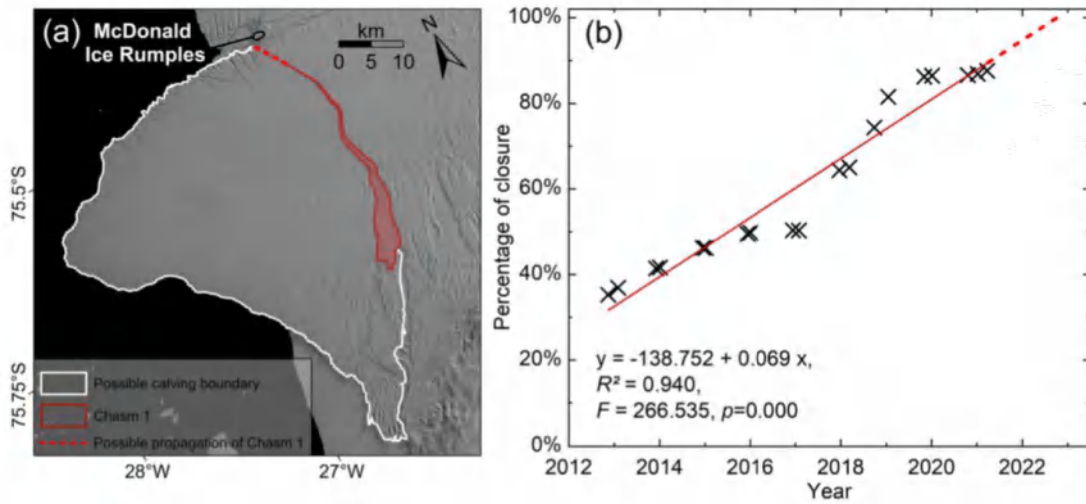 (a)
McDonald
Ice Rumples
km
0 5 10
N
75.5°S
75.75°S
Possible calving boundary
Chasm 1
Possible propagation of Chasm 1
28°W
27°W
(b)
Percentage of closure
100%
80%
60%
40%
20%
0%
y = -138.752 + 0.069 x,
R² = 0.940,
F = 266.535, p=0.000
2012 2014 2016 2018 2020 2022
Year